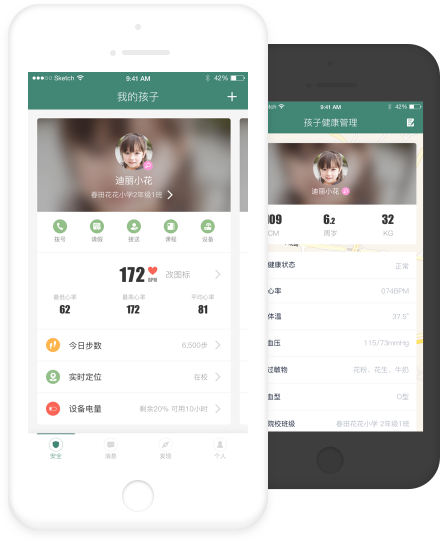 Sketch
9:41 AM
42%
我的孩子
迪丽小花
春田花花小学2年级1班
拨号
请假
接送
课程
设备
172
BPM
改图标
最低心率
最高心率
平均心率
62
172
81
今日步数
6,500步
实时定位
在校
设备电量
剩余20% 可用10小时
安全
消息
发现
个人
9:41 AM
42%
孩子健康管理
迪丽小花
09
6.2
32
CM
周岁
KG
健康状态
正常
心率
074BPM
体温
37.5°
血压
115/73mmHg
过敏物
花粉、花生、牛奶
血型
O型
院校班级
春田花花小学 2年级1班